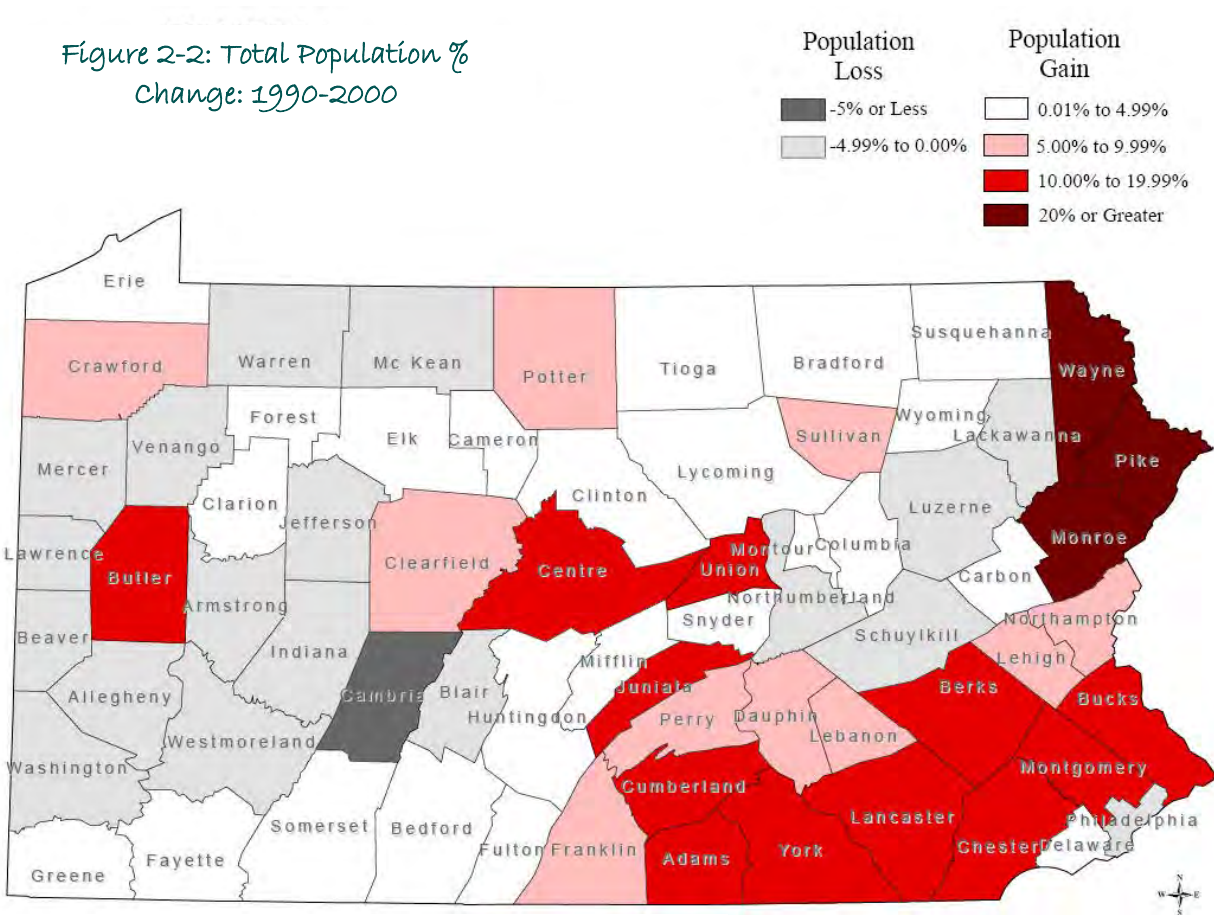 Figure 2-2: Total Population %
Change: 1990-2000
Population
Loss
-5% or Less
-4.99% to 0.00%
Population
Gain
0.01% to 4.99%
5.00% to 9.99%
10.00% to 19.99%
20% or Greater
Erie
Crawford
Warren
Mc Kean
Potter
Tioga
Bradford
Susquehanna
Wayne
Forest
Elk
Cameron
Sullivan
Wyoming
Lackawanna
Pike
Mercer
Venango
Clarion
Jefferson
Clinton
Lycoming
Luzerne
Monroe
Lawrence
Butler
Clearfield
Centre
Union
Montour
Columbia
Carbon
Armstrong
Northumberland
Snyder
Schuylkill
Northampton
Lehigh
Beaver
Indiana
Allegheny
Cambria
Blair
Huntingdon
Mifflin
Juniata
Perry
Dauphin
Lebanon
Berks
Bucks
Westmoreland
Washington
Cumberland
Lancaster
Montgomery
Philadelphia
Chester
Delaware
Greene
Fayette
Somerset
Bedford
Fulton
Franklin
Adams
York
N
W
E
S